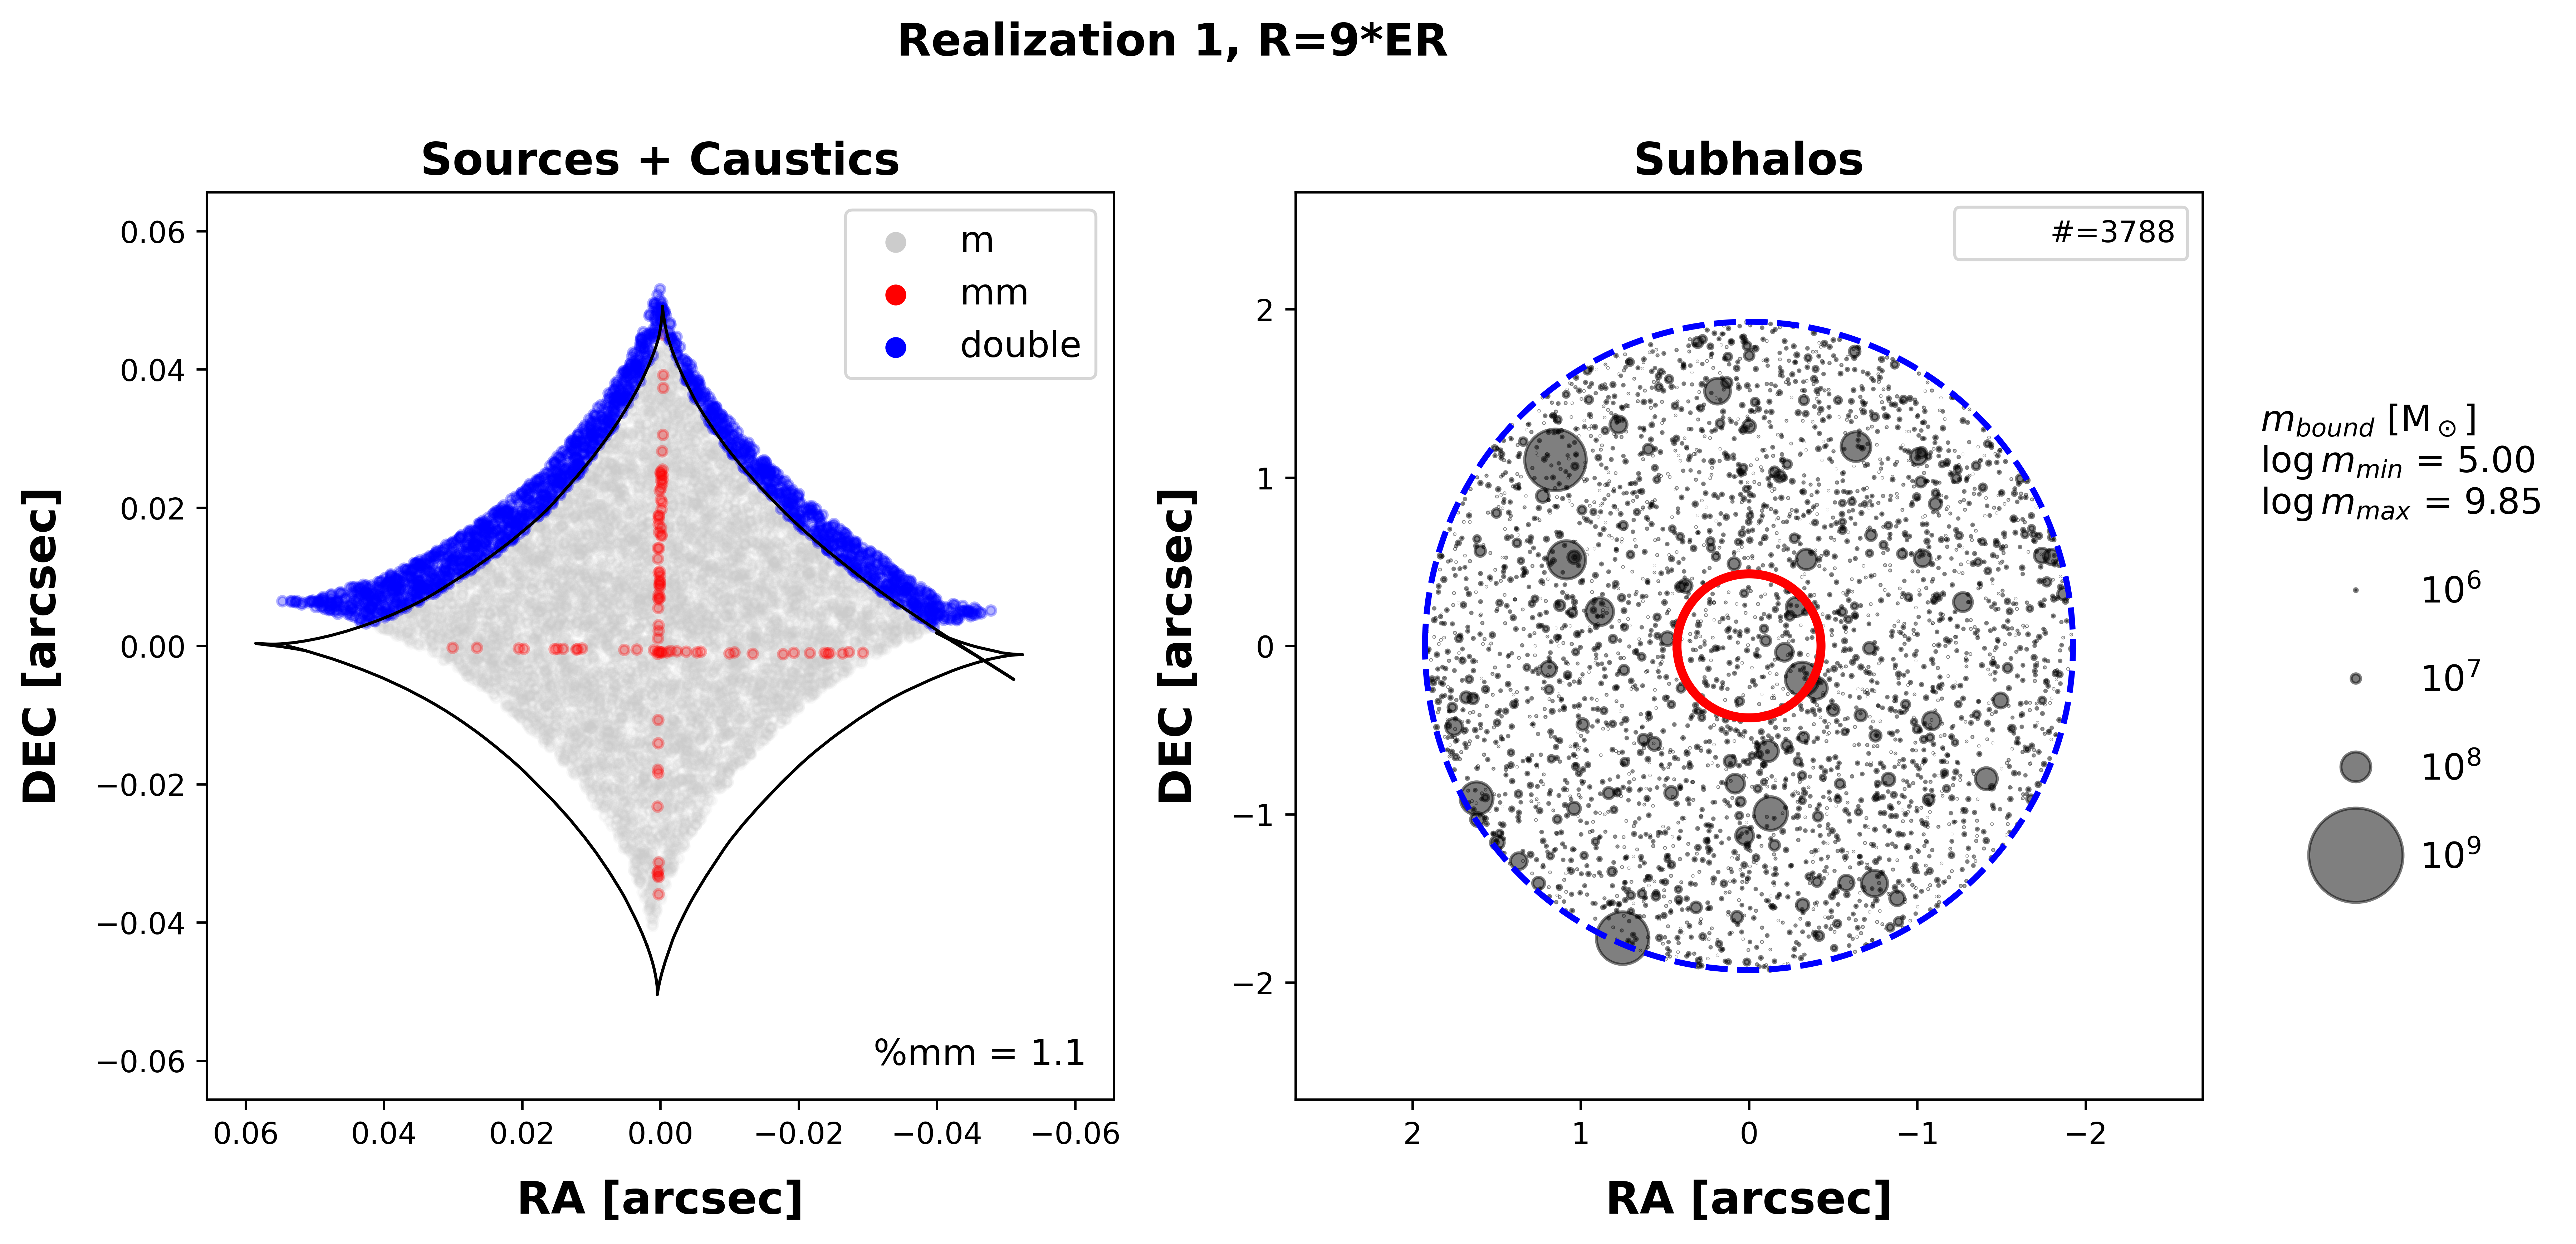 Realization 1, R=9*ER
Sources + Caustics
DEC [arcsec]
0.06
0.04
0.02
0.00
−0.02
−0.04
−0.06
m
mm
double
%mm = 1.1
0.06
0.04
0.02
0.00
−0.02
−0.04
−0.06
RA [arcsec]
Subhalos
DEC [arcsec]
2
1
0
−1
−2
#=3788
2
1
0
−1
−2
RA [arcsec]
m_bound [M_⊙]
log m_min = 5.00
log m_max = 9.85
10^6
10^7
10^8
10^9